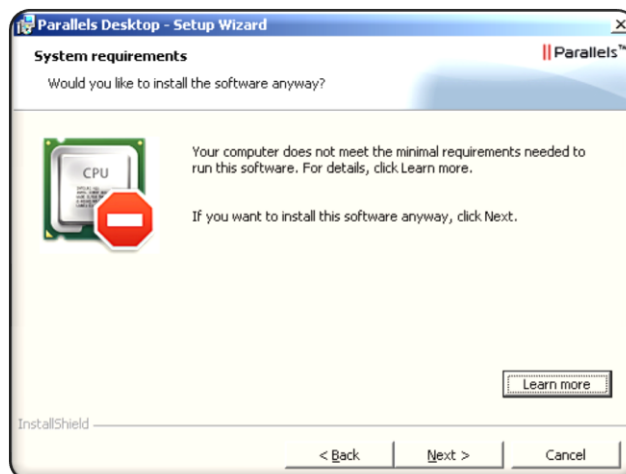 Parallels Desktop - Setup Wizard
System requirements
Would you like to install the software anyway?
Parallels™
CPU
Your computer does not meet the minimal requirements needed to
run this software. For details, click Learn more.
If you want to install this software anyway, click Next.
Learn more
InstallShield
< Back
Next >
Cancel